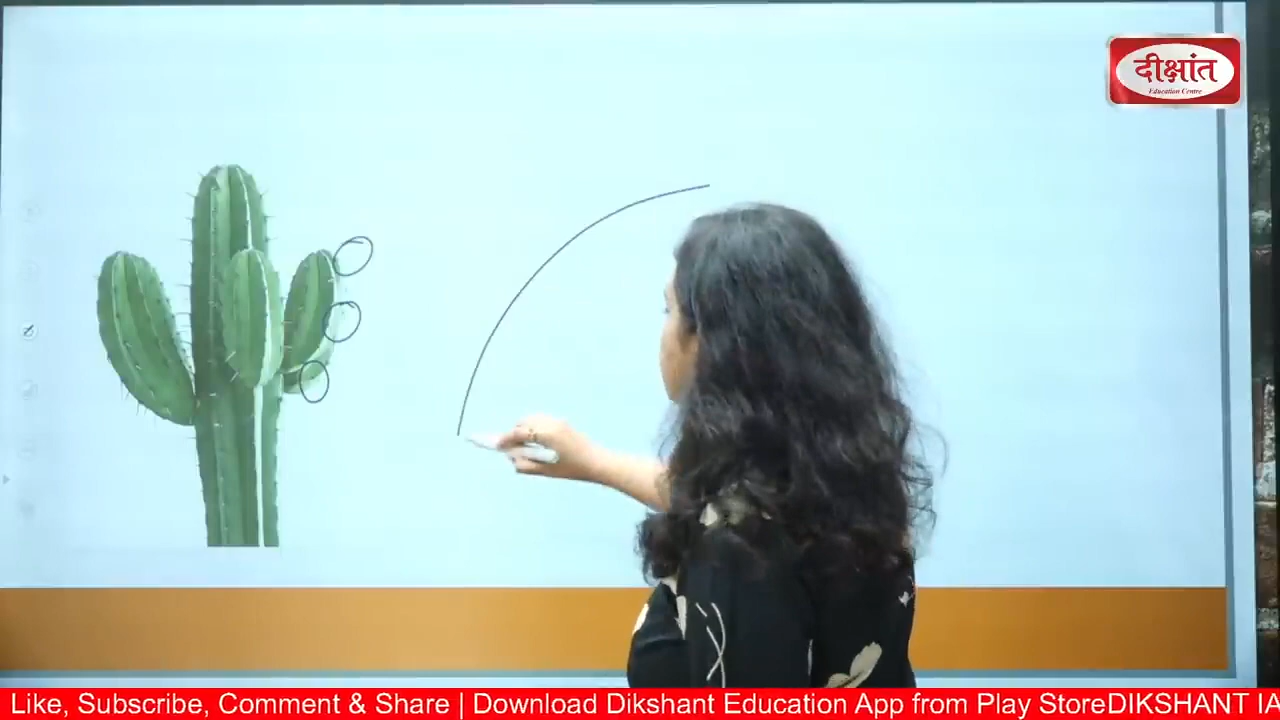 दीक्षांत
Education Centre
Like, Subscribe, Comment & Share | Download Dikshant Education App from Play StoreDIKSHANT IA